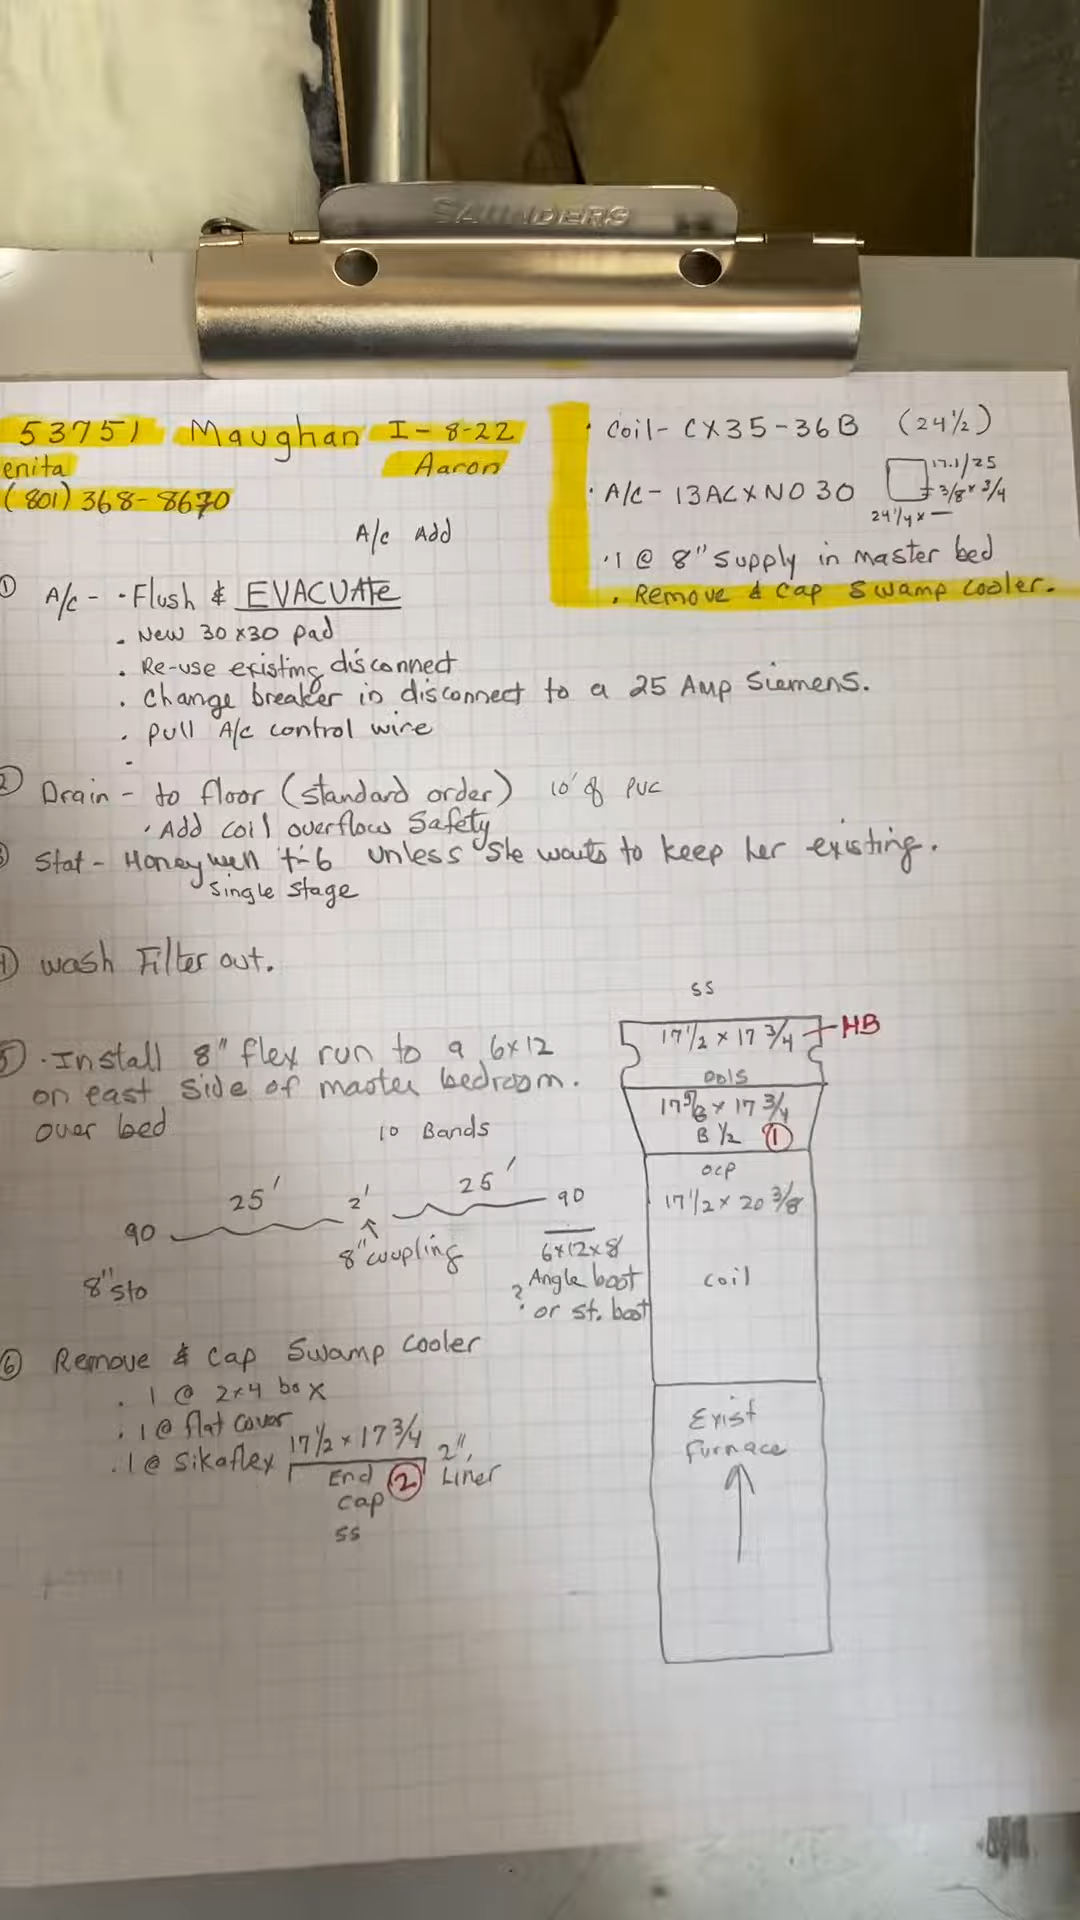 SAUNDERS
53751 Maughan I-8-22
enita Aaron
(801) 368-8670
A/c Add
· Coil- CX35-36B (24 1/2)
· A/c- 13ACXN030
17.1/25
3/8 x 3/4
24 1/4 x —
· 1 @ 8" Supply in master bed
· Remove & Cap Swamp Cooler.
① A/c- · Flush & EVACUATE
· New 30x30 pad
· Re-use existing disconnect
· Change breaker in disconnect to a 25 Amp Siemens.
· Pull A/c control wire
·
2 Drain - to floor (standard order) 10' of PVC
· Add coil overflow Safety
3 Stat - Honeywell t-6 unless she wants to keep her existing.
Single Stage
4 wash Filter out.
5 · Install 8" flex run to a 6x12
on east side of master bedroom.
over bed
10 Bands
25' 2' 25'
90 90
8" coupling
8" sto
6x12x8
? Angle boot
or st. boot
⑥ Remove & Cap Swamp Cooler
· 1 @ 2x4 box
· 1 @ flat cover
· 1 @ Sikaflex
17 1/2 x 17 3/4
End ② 2",
Cap Liner
SS
SS
17 1/2 x 17 3/4 HB
17 5/8 x 17 3/4
B 1/2 ①
OCP
17 1/2 x 20 3/8
Coil
Exist
furnace